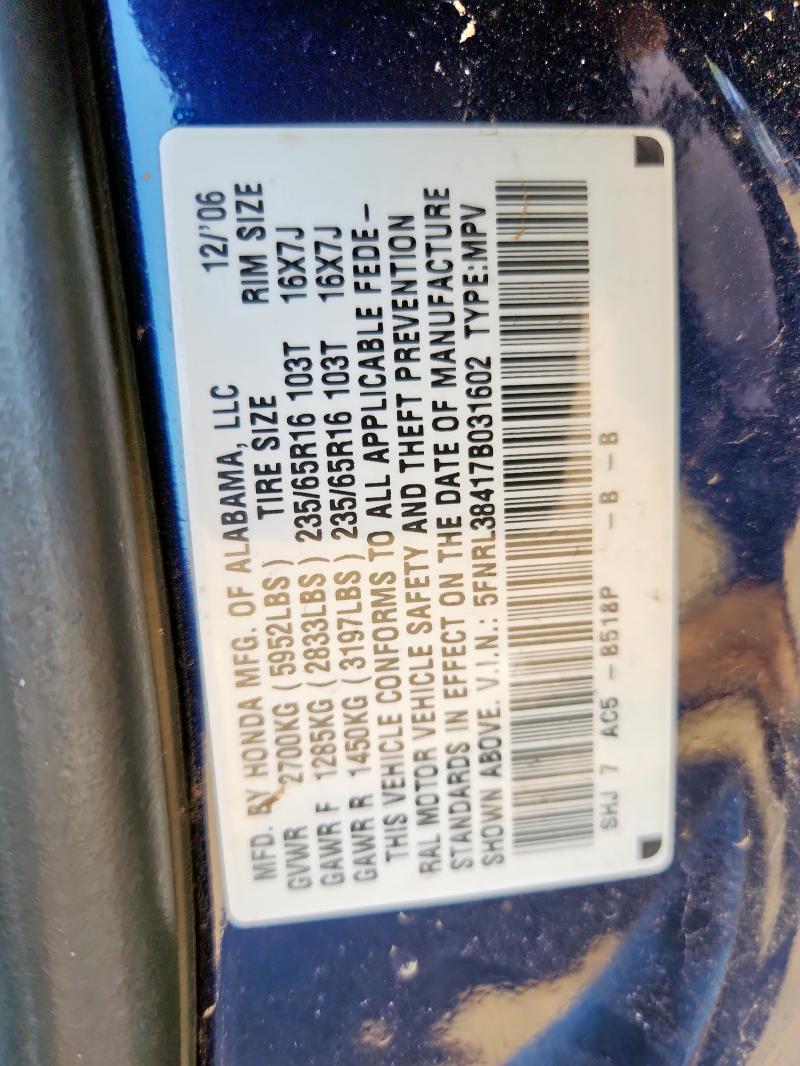 MFD. BY HONDA MFG. OF ALABAMA, LLC 12/'06
GVWR 2700KG (5952LBS) TIRE SIZE RIM SIZE
GAWR F 1285KG (2833LBS) 235/65R16 103T 16X7J
GAWR R 1450KG (3197LBS) 235/65R16 103T 16X7J
THIS VEHICLE CONFORMS TO ALL APPLICABLE FEDE-
RAL MOTOR VEHICLE SAFETY AND THEFT PREVENTION
STANDARDS IN EFFECT ON THE DATE OF MANUFACTURE
SHOWN ABOVE. V.I.N.: 5FNRL38417B031602 TYPE:MPV
SHJ 7 AC5 - B518P - B - B